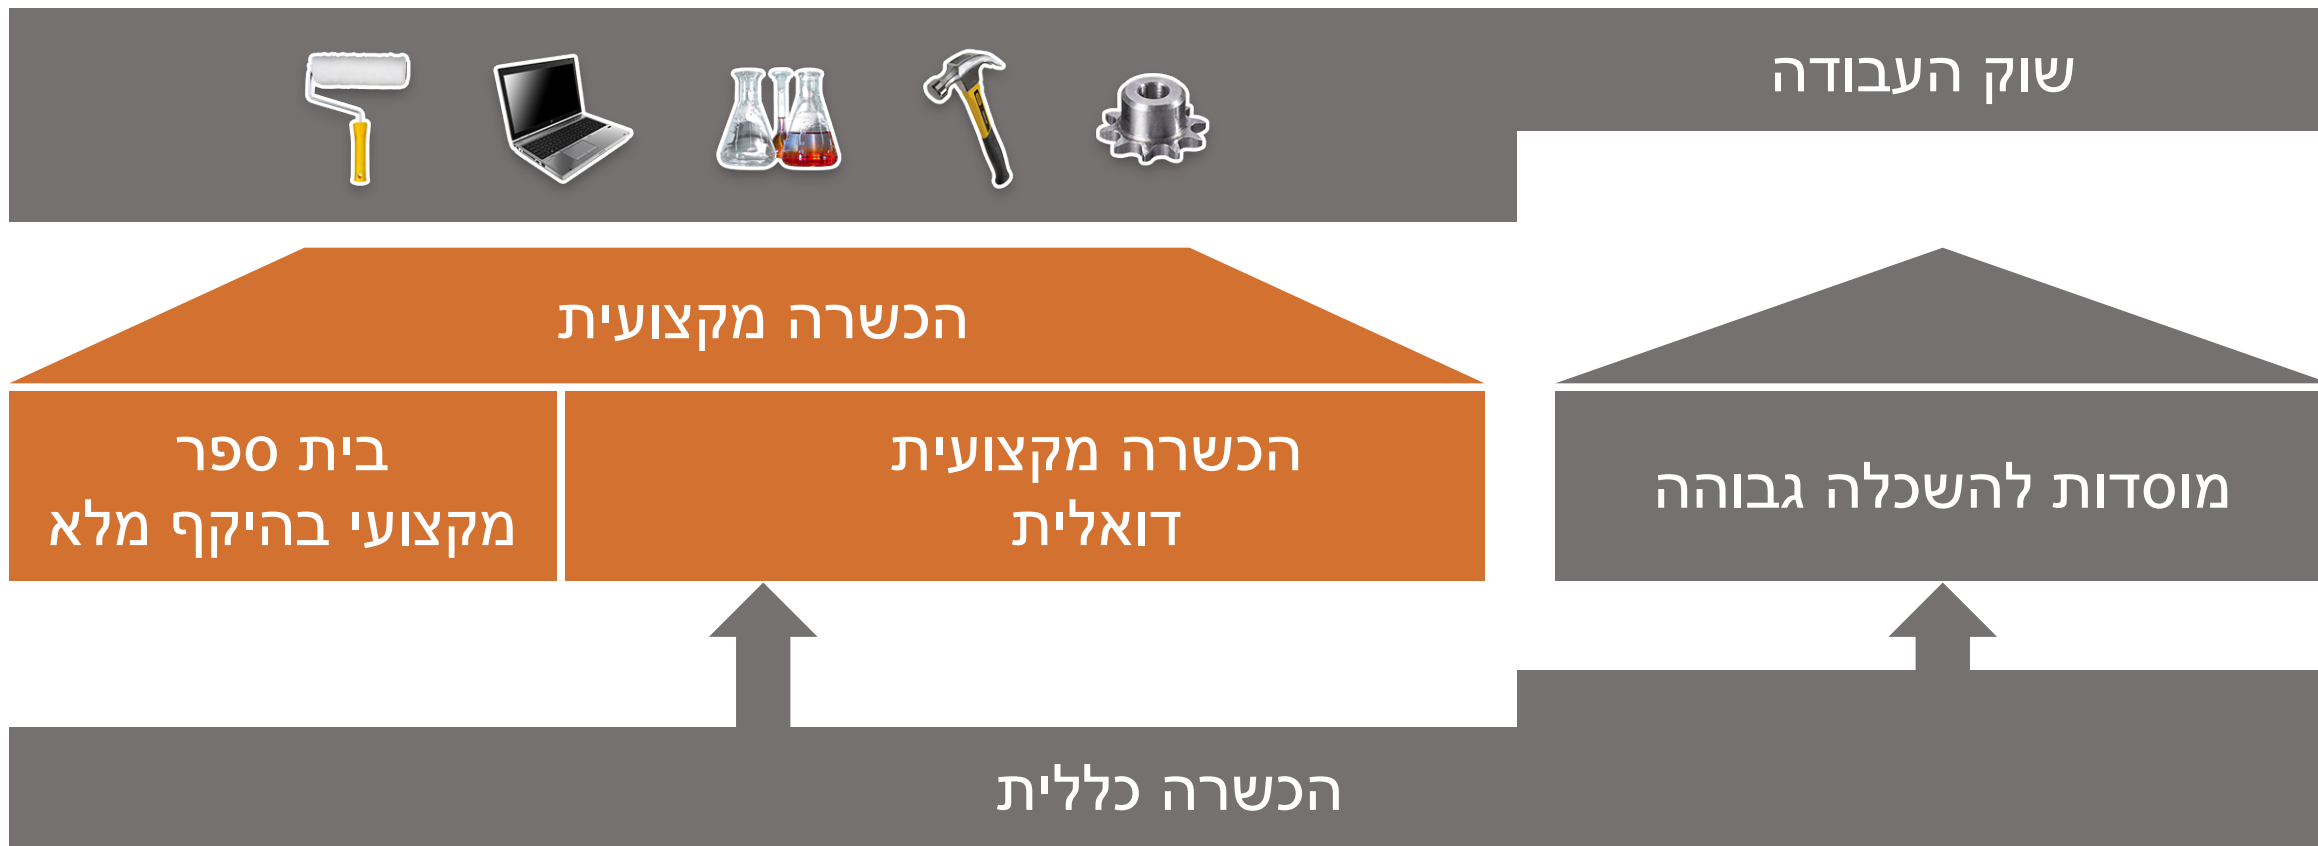 שוק העבודה
הכשרה מקצועית
מוסדות להשכלה גבוהה
הכשרה מקצועית
דואלית
בית ספר
מקצועי בהיקף מלא
הכשרה כללית